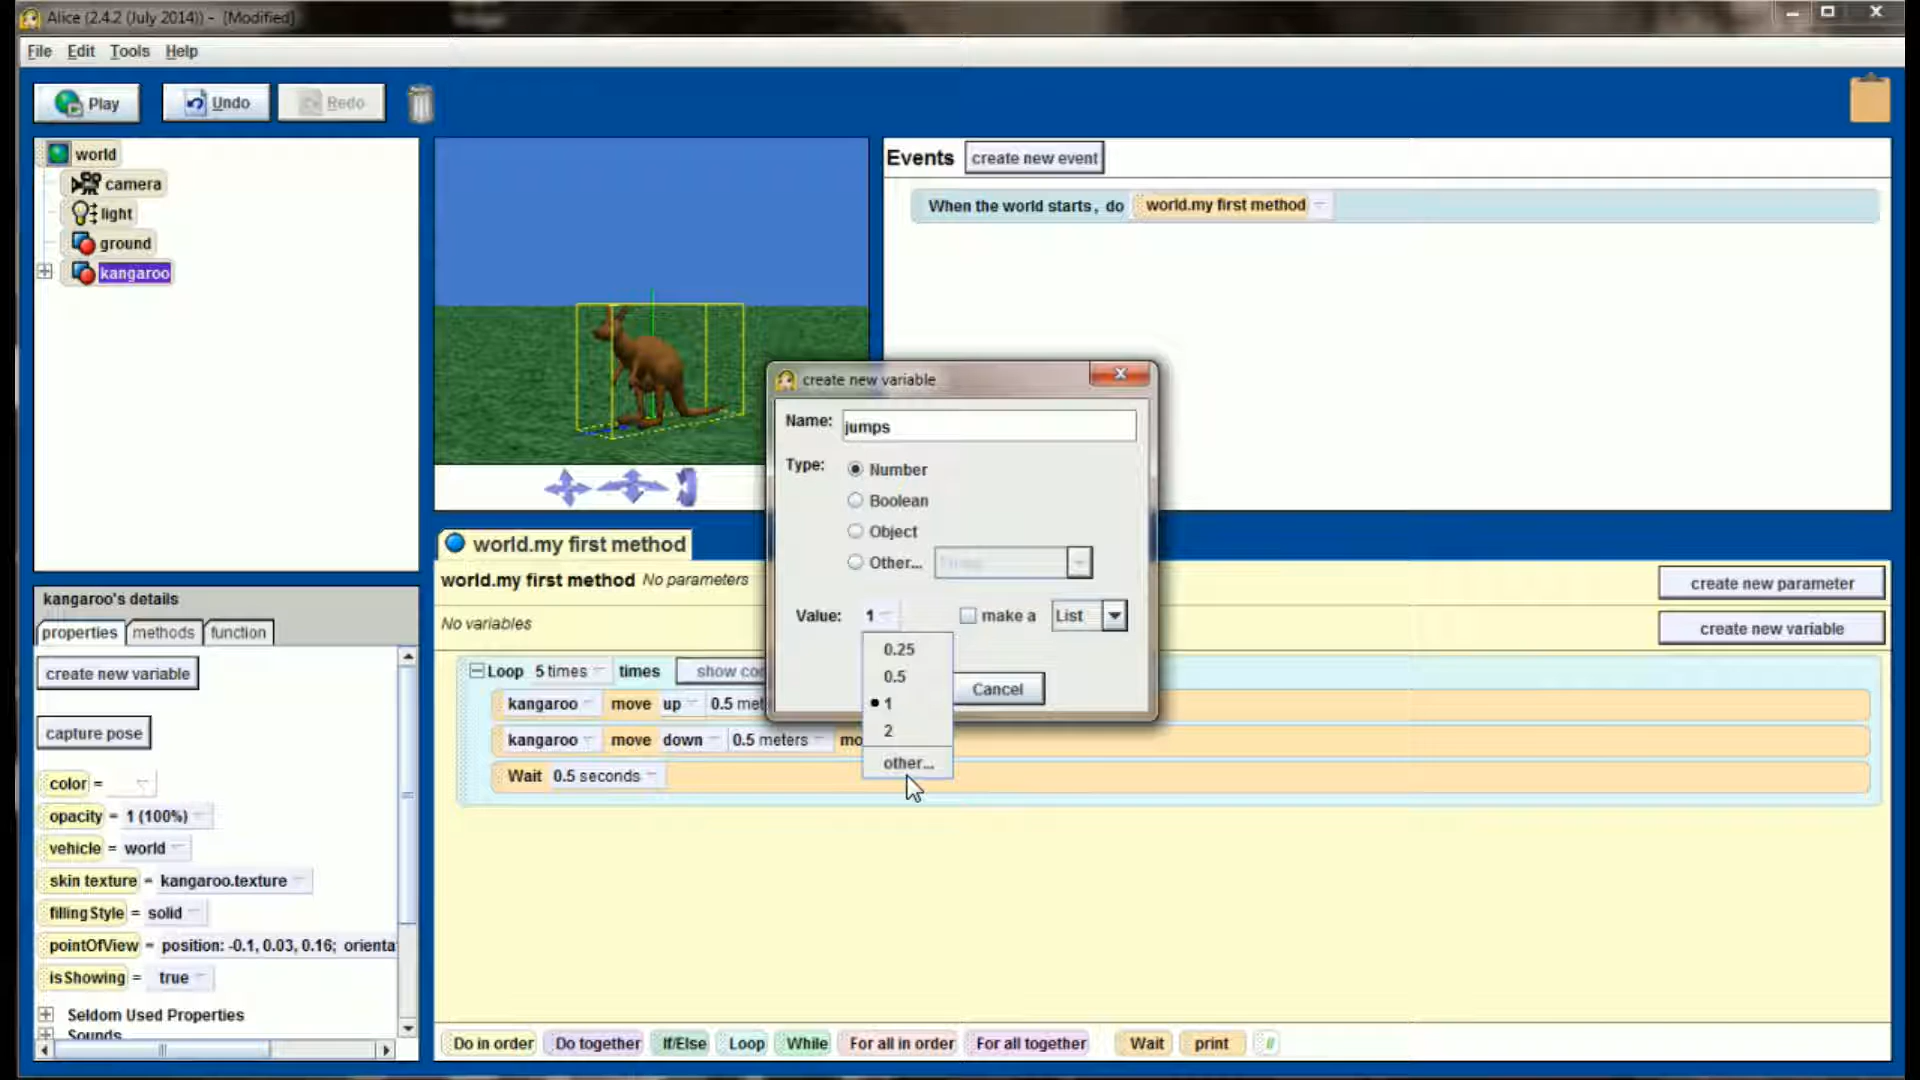 Alice (2.4.2 (July 2014)) - [Modified]
File Edit Tools Help
Play Undo Redo
world
camera
light
ground
kangaroo
Events create new event
When the world starts, do world.my first method
create new variable
Name: jumps
Type: Number
Boolean
Object
Other...
Value: 1 make a List
0.25
0.5
1
2
other...
Cancel
world.my first method
world.my first method No parameters
create new parameter
No variables
create new variable
Loop 5 times times show co
kangaroo move up 0.5 met
kangaroo move down 0.5 meters mo
Wait 0.5 seconds
kangaroo's details
properties methods function
create new variable
capture pose
color =
opacity = 1 (100%)
vehicle = world
skin texture = kangaroo.texture
fillingStyle = solid
pointOfView = position: -0.1, 0.03, 0.16; orienta
isShowing = true
Seldom Used Properties
Sounds
Do in order Do together If/Else Loop While For all in order For all together Wait print //